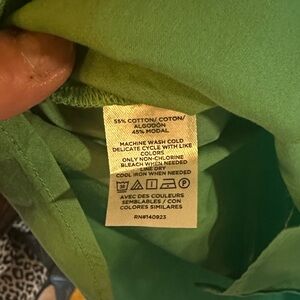 55% COTTON/ COTON/
ALGODÓN
45% MODAL
MACHINE WASH COLD
DELICATE CYCLE WITH LIKE
COLORS
ONLY NON-CHLORINE
BLEACH WHEN NEEDED
LINE DRY
COOL IRON WHEN NEEDED
AVEC DES COULEURS
SEMBLABLES / CON
COLORES SIMILARES
RN#140923